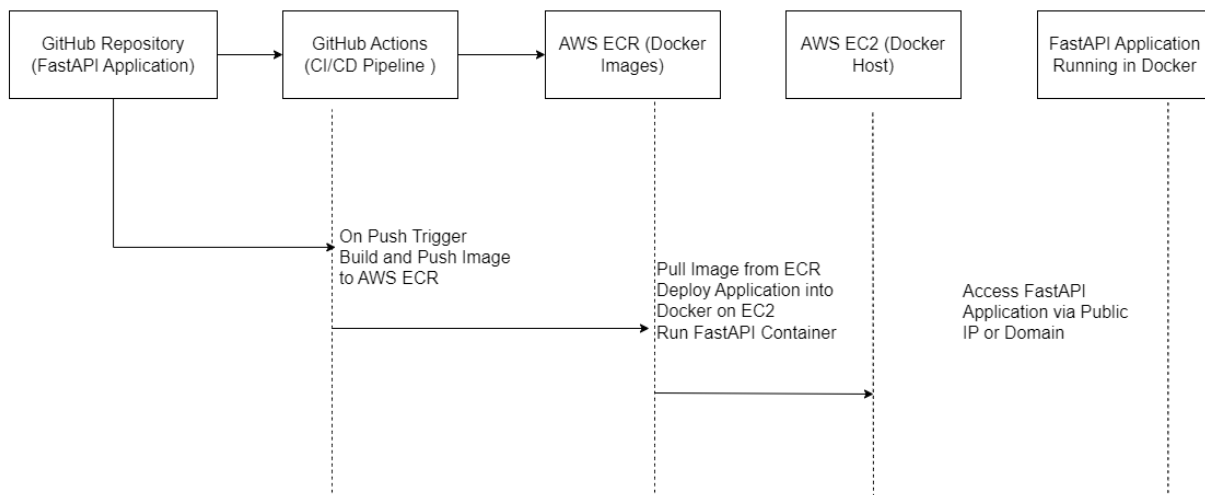 GitHub Repository
(FastAPI Application)
GitHub Actions
(CI/CD Pipeline )
AWS ECR (Docker
Images)
AWS EC2 (Docker
Host)
FastAPI Application
Running in Docker
On Push Trigger
Build and Push Image
to AWS ECR
Pull Image from ECR
Deploy Application into
Docker on EC2
Run FastAPI Container
Access FastAPI
Application via Public
IP or Domain